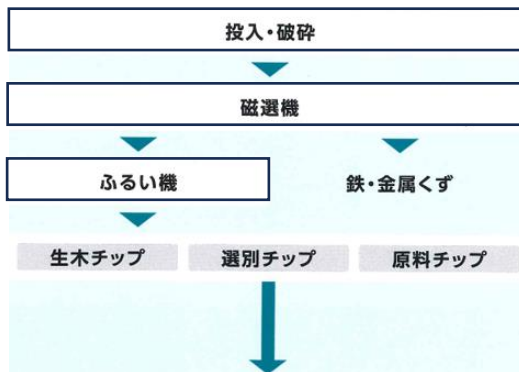 投入・破砕
磁選機
ふるい機
鉄・金属くず
生木チップ
選別チップ
原料チップ